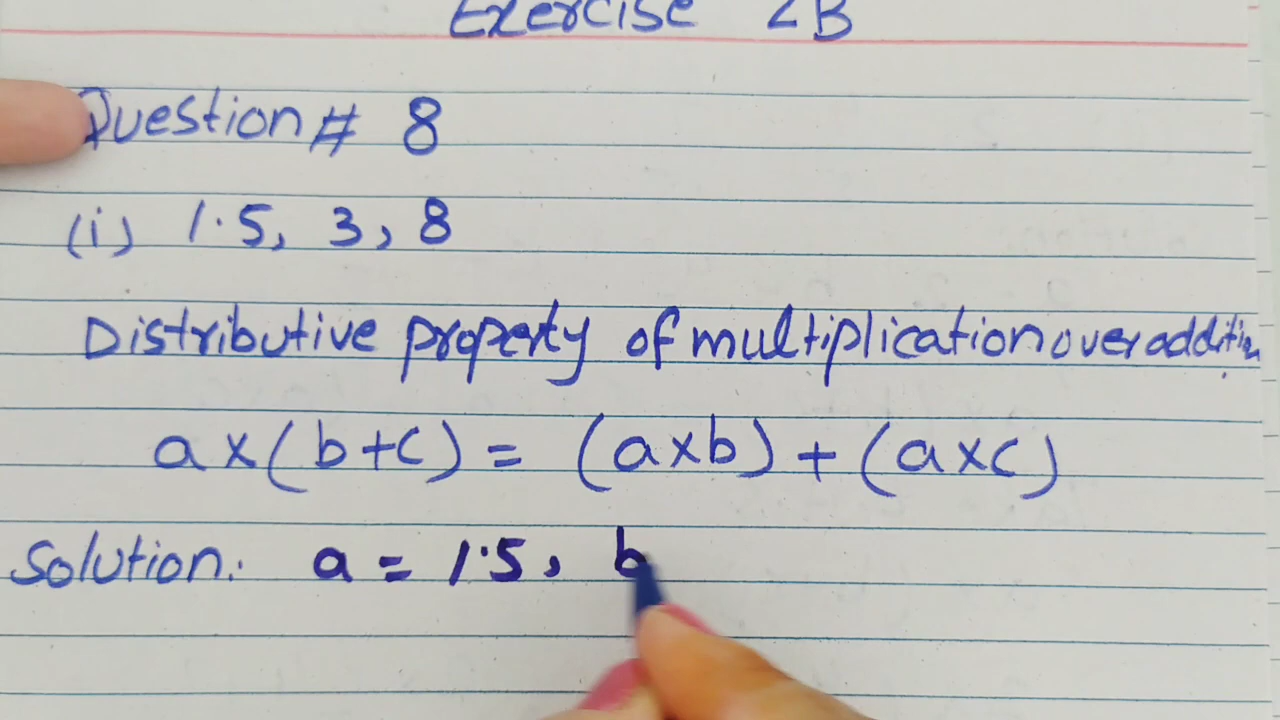 Exercise 2B
Question # 8
(i) 1.5, 3, 8
Distributive property of multiplication over addition
a × (b+c) = (a×b) + (a×c)
Solution: a = 1.5, b